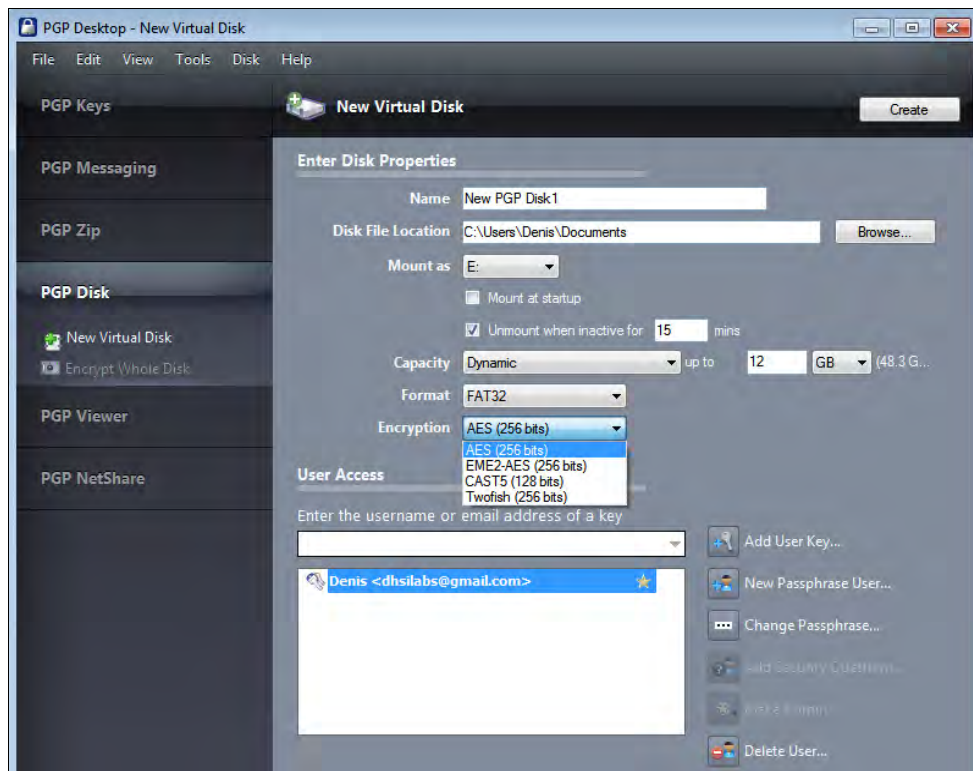 PGP Desktop - New Virtual Disk
File Edit View Tools Disk Help
PGP Keys
PGP Messaging
PGP Zip
PGP Disk
New Virtual Disk
Encrypt Whole Disk
PGP Viewer
PGP NetShare
New Virtual Disk
Create
Enter Disk Properties
Name New PGP Disk1
Disk File Location C:\Users\Denis\Documents Browse...
Mount as E:
Mount at startup
Unmount when inactive for 15 mins
Capacity Dynamic up to 12 GB (48.3 G...
Format FAT32
Encryption AES (256 bits)
AES (256 bits)
EME2-AES (256 bits)
CAST5 (128 bits)
Twofish (256 bits)
User Access
Enter the username or email address of a key
Denis <dhsilabs@gmail.com>
Add User Key...
New Passphrase User...
Change Passphrase...
Add Security Questions...
Make Admin
Delete User...